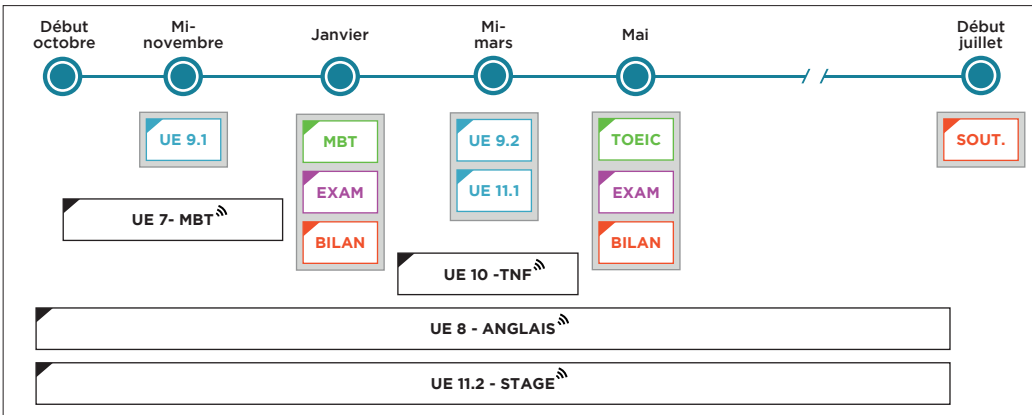 Début
octobre
Mi-
novembre
Janvier
Mi-
mars
Mai
Début
juillet
UE 9.1
MBT
EXAM
BILAN
UE 9.2
UE 11.1
TOEIC
EXAM
BILAN
SOUT.
UE 7- MBT
UE 10 -TNF
UE 8 - ANGLAIS
UE 11.2 - STAGE